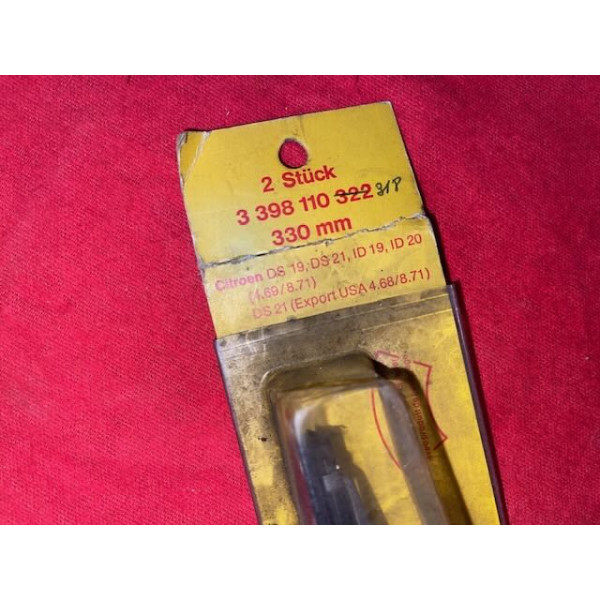 2 Stück
3 398 110 322 318
330 mm
Citroen DS 19, DS 21, ID 19, ID 20
(4.69/8.71)
DS 21 (Export USA 4.68/8.71)